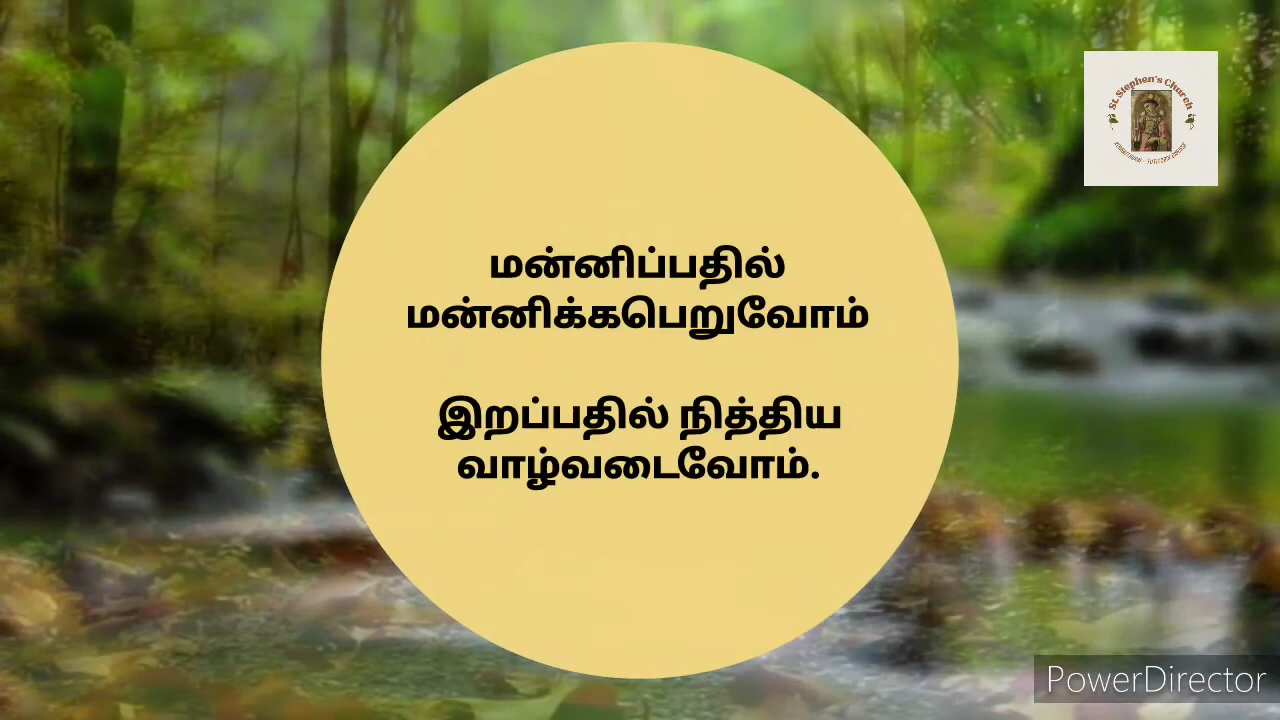 மன்னிப்பதில்
மன்னிக்கபெறுவோம்
இறப்பதில் நித்திய
வாழ்வடைவோம்.
St. Stephen's Church
PowerDirector